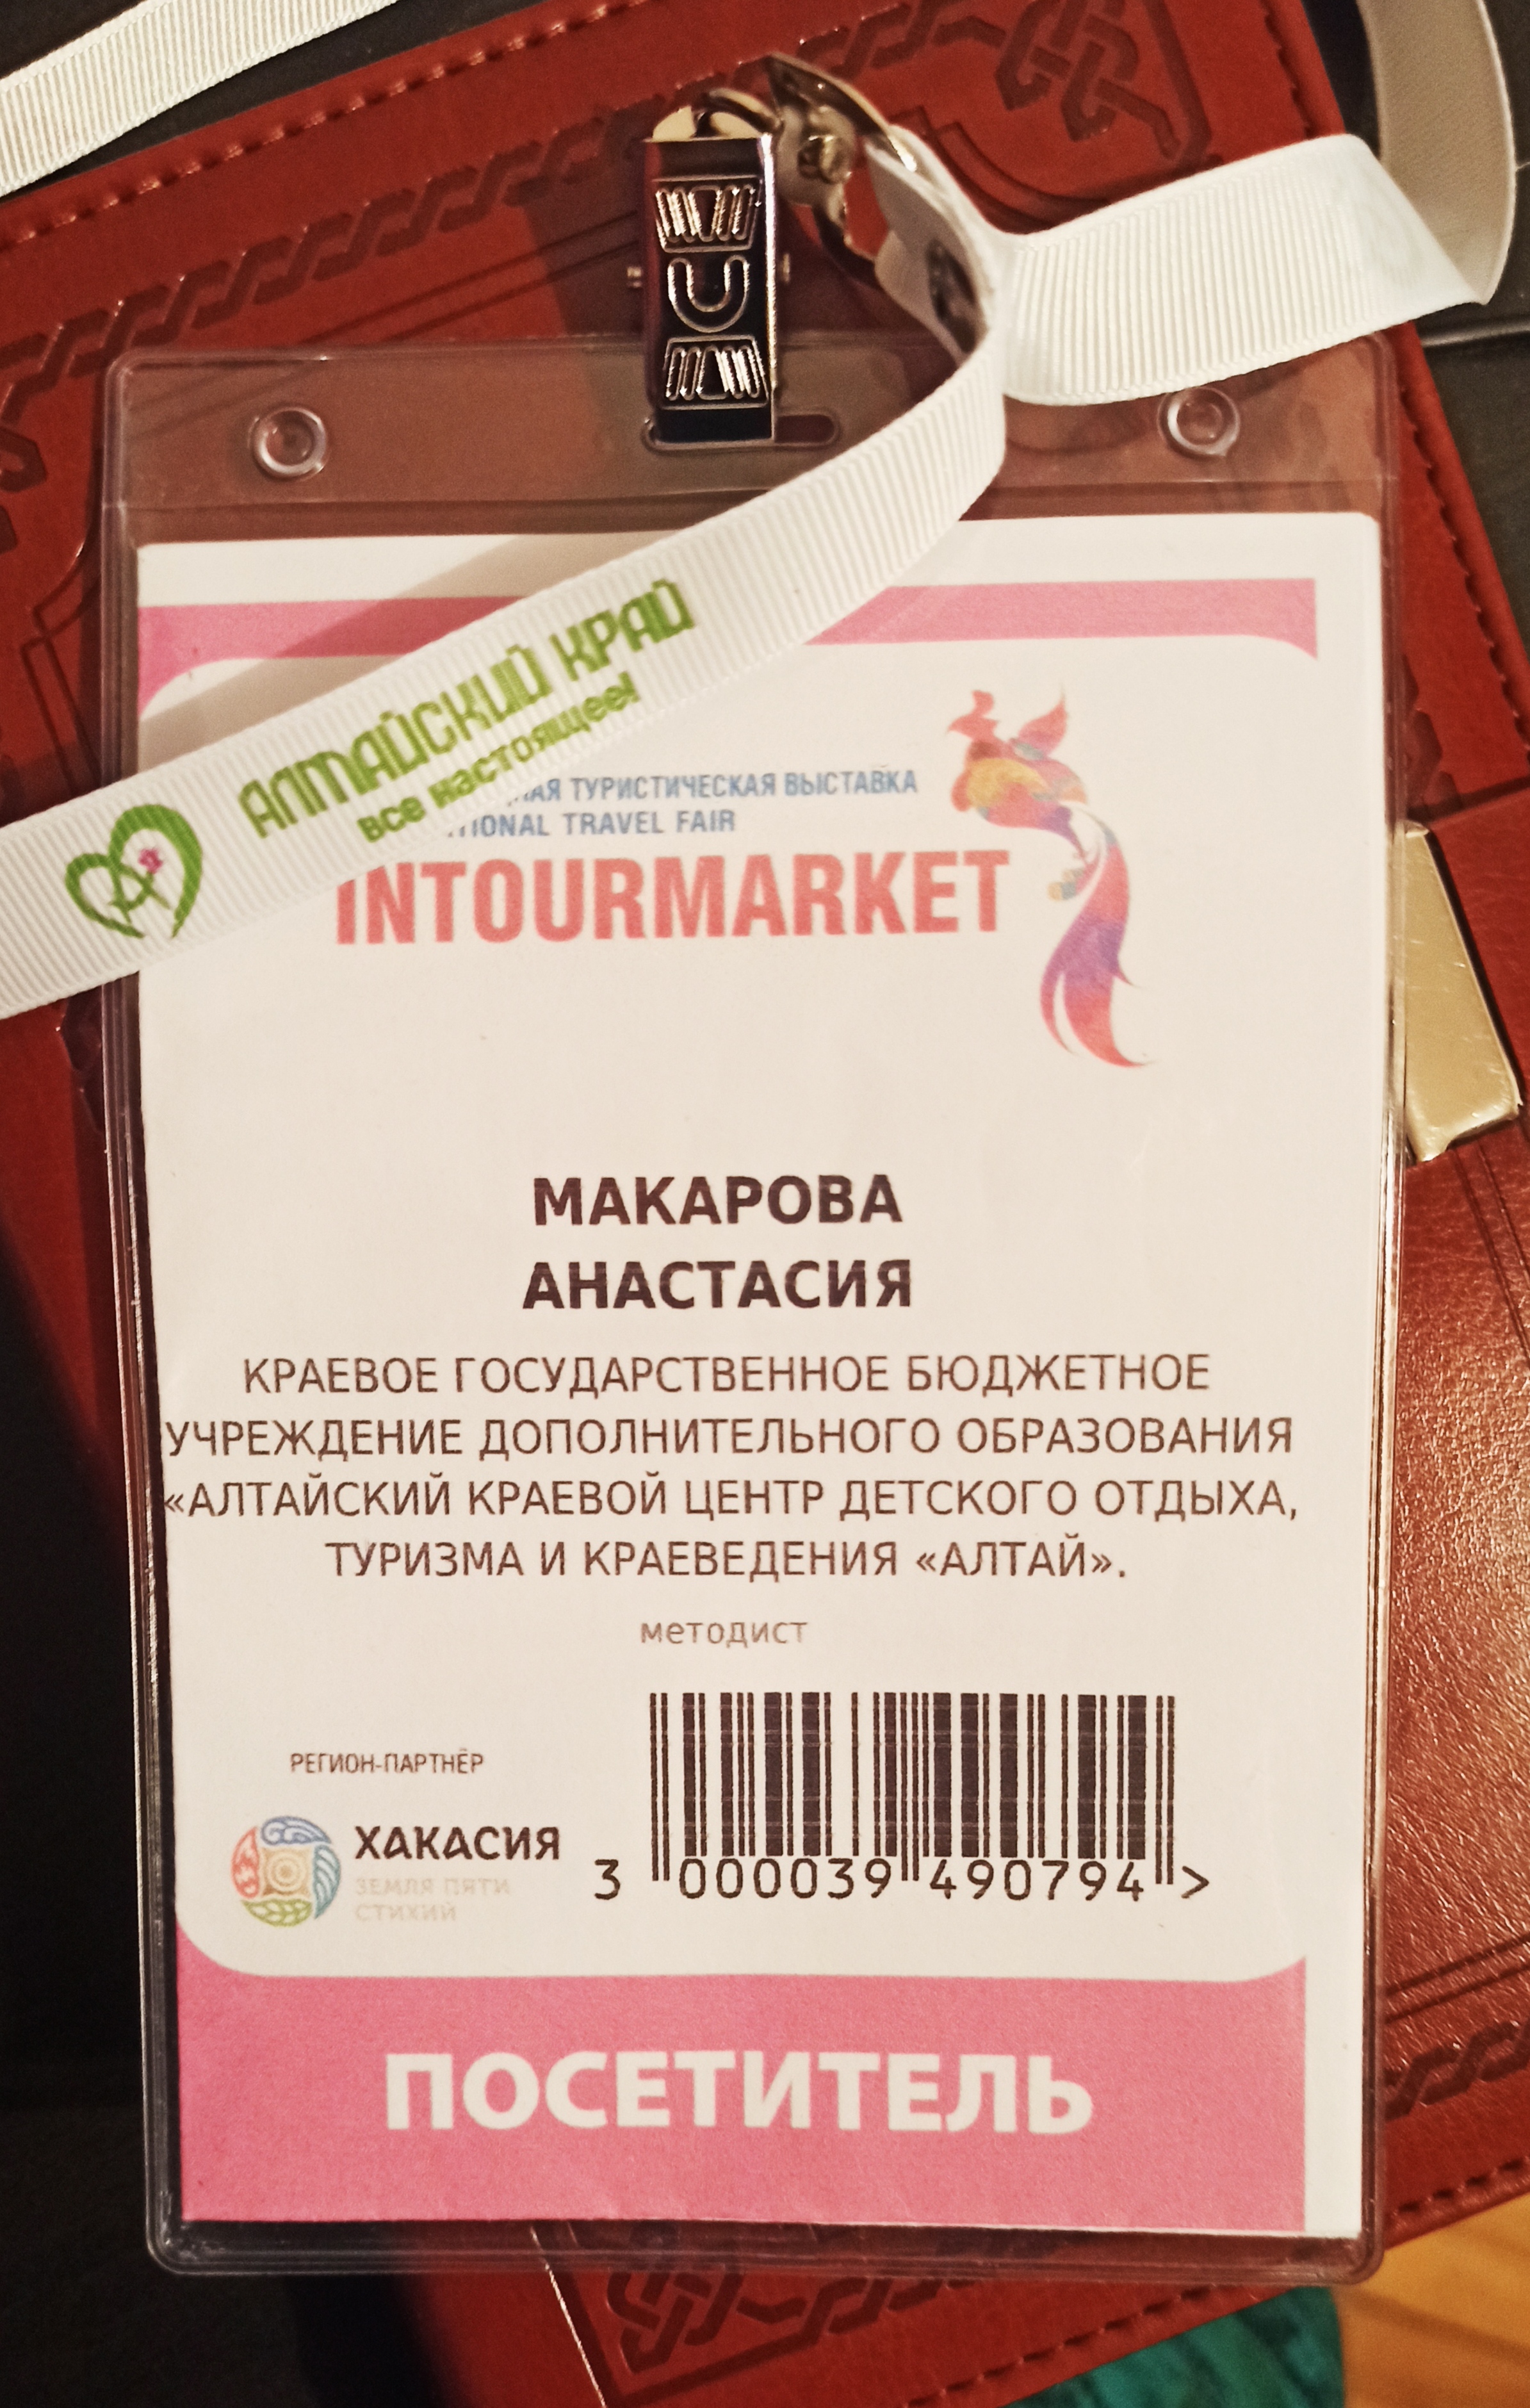 АЛТАЙСКИЙ КРАЙ
все настоящее!
ТУРИСТИЧЕСКАЯ ВЫСТАВКА
TRAVEL FAIR
INTOURMARKET
МАКАРОВА
АНАСТАСИЯ
КРАЕВОЕ ГОСУДАРСТВЕННОЕ БЮДЖЕТНОЕ
УЧРЕЖДЕНИЕ ДОПОЛНИТЕЛЬНОГО ОБРАЗОВАНИЯ
«АЛТАЙСКИЙ КРАЕВОЙ ЦЕНТР ДЕТСКОГО ОТДЫХА,
ТУРИЗМА И КРАЕВЕДЕНИЯ «АЛТАЙ».
методист
РЕГИОН-ПАРТНЁР
ХАКАСИЯ
ЗЕМЛЯ ПЯТИ
СТИХИЙ
3 000039 490794 >
ПОСЕТИТЕЛЬ